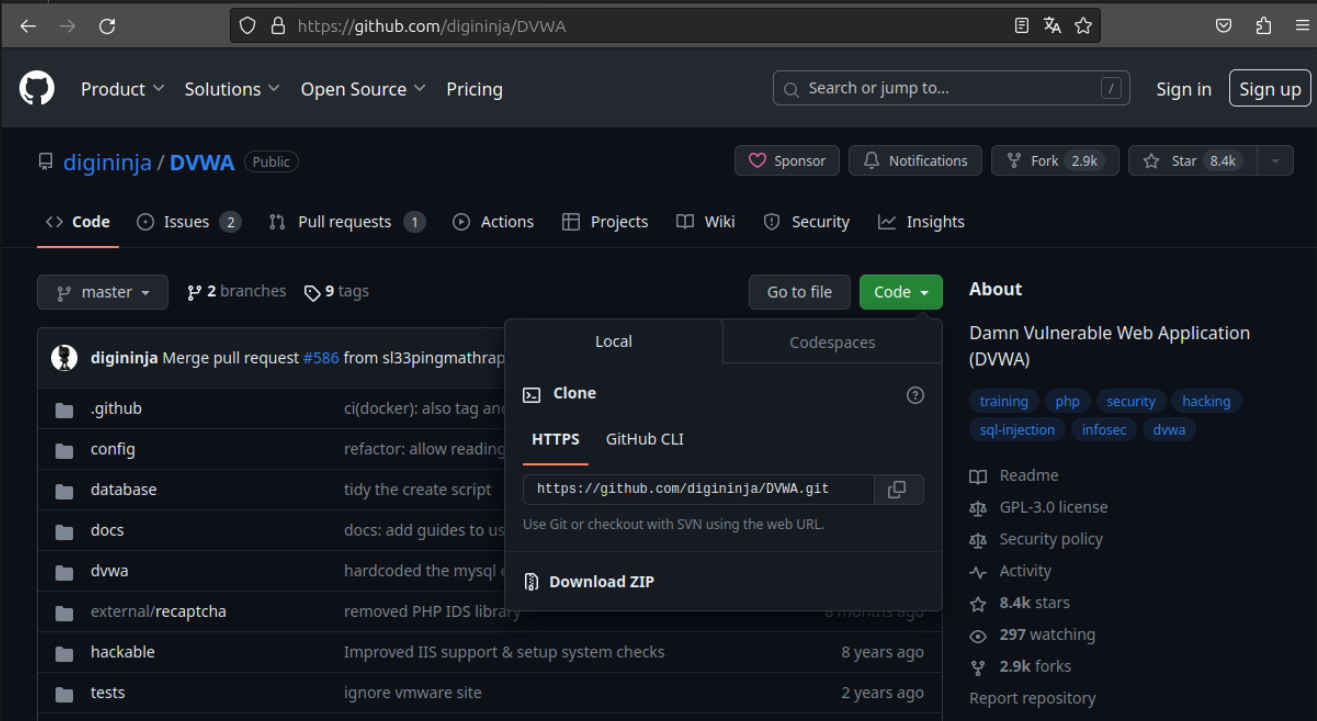 https://github.com/digininja/DVWA
Product Solutions Open Source Pricing Search or jump to... / Sign in Sign up
digininja / DVWA Public Sponsor Notifications Fork 2.9k Star 8.4k
Code Issues 2 Pull requests 1 Actions Projects Wiki Security Insights
master 2 branches 9 tags Go to file Code
Local Codespaces
Clone
HTTPS GitHub CLI
https://github.com/digininja/DVWA.git
Use Git or checkout with SVN using the web URL.
Download ZIP
digininja Merge pull request #586 from sl33pingmathrap
.github ci(docker): also tag and
config refactor: allow reading
database tidy the create script
docs docs: add guides to us
dvwa hardcoded the mysql e
external/recaptcha removed PHP IDS library 8 months ago
hackable Improved IIS support & setup system checks 8 years ago
tests ignore vmware site 2 years ago
About
Damn Vulnerable Web Application
(DVWA)
training php security hacking
sql-injection infosec dvwa
Readme
GPL-3.0 license
Security policy
Activity
8.4k stars
297 watching
2.9k forks
Report repository